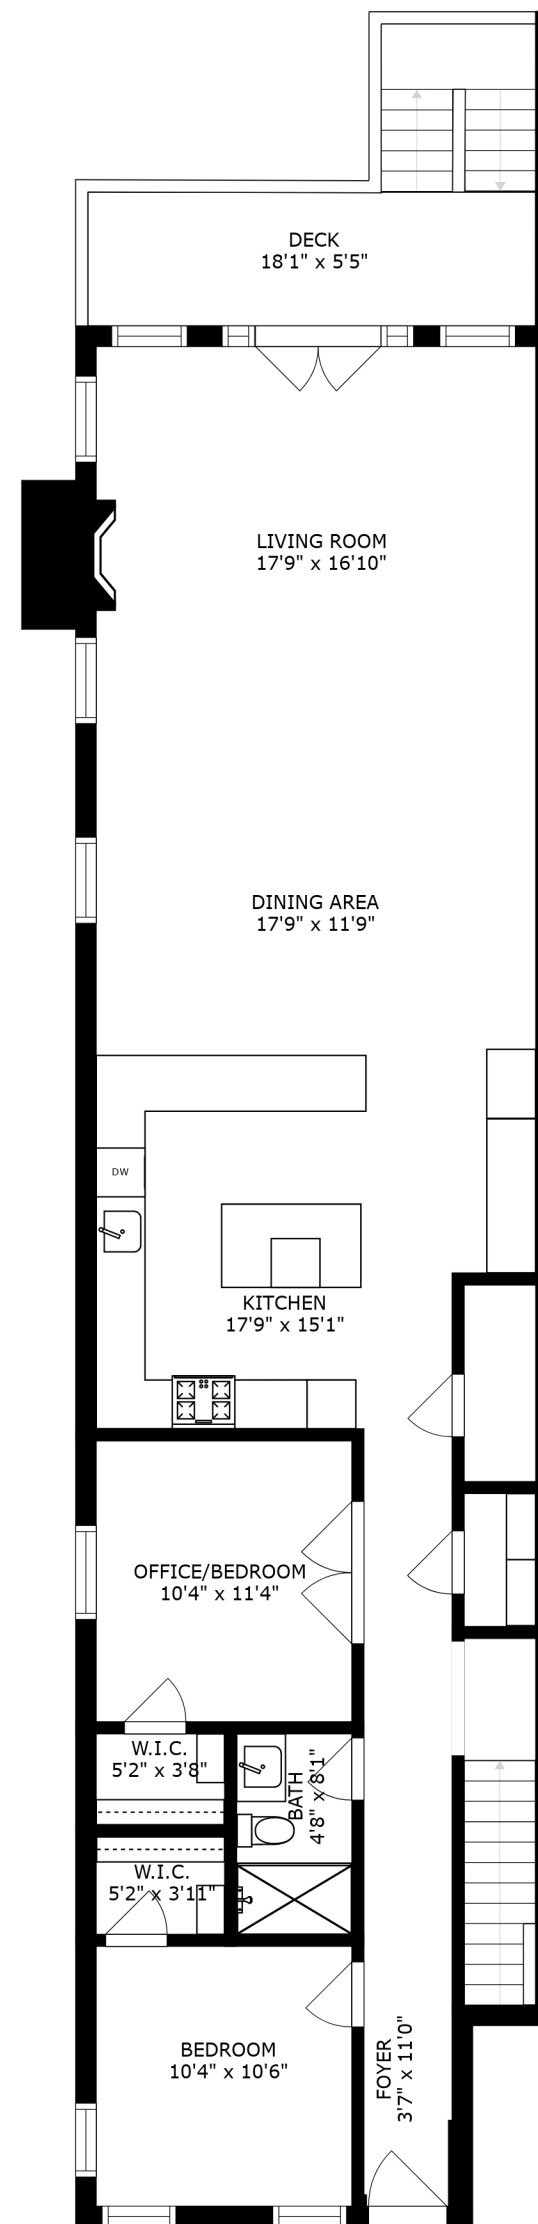 DECK
18'1" x 5'5"
LIVING ROOM
17'9" x 16'10"
DINING AREA
17'9" x 11'9"
DW
KITCHEN
17'9" x 15'1"
OFFICE/BEDROOM
10'4" x 11'4"
W.I.C.
5'2" x 3'8"
BATH
4'8" x 8'1"
W.I.C.
5'2" x 3'11"
BEDROOM
10'4" x 10'6"
FOYER
3'7" x 11'0"